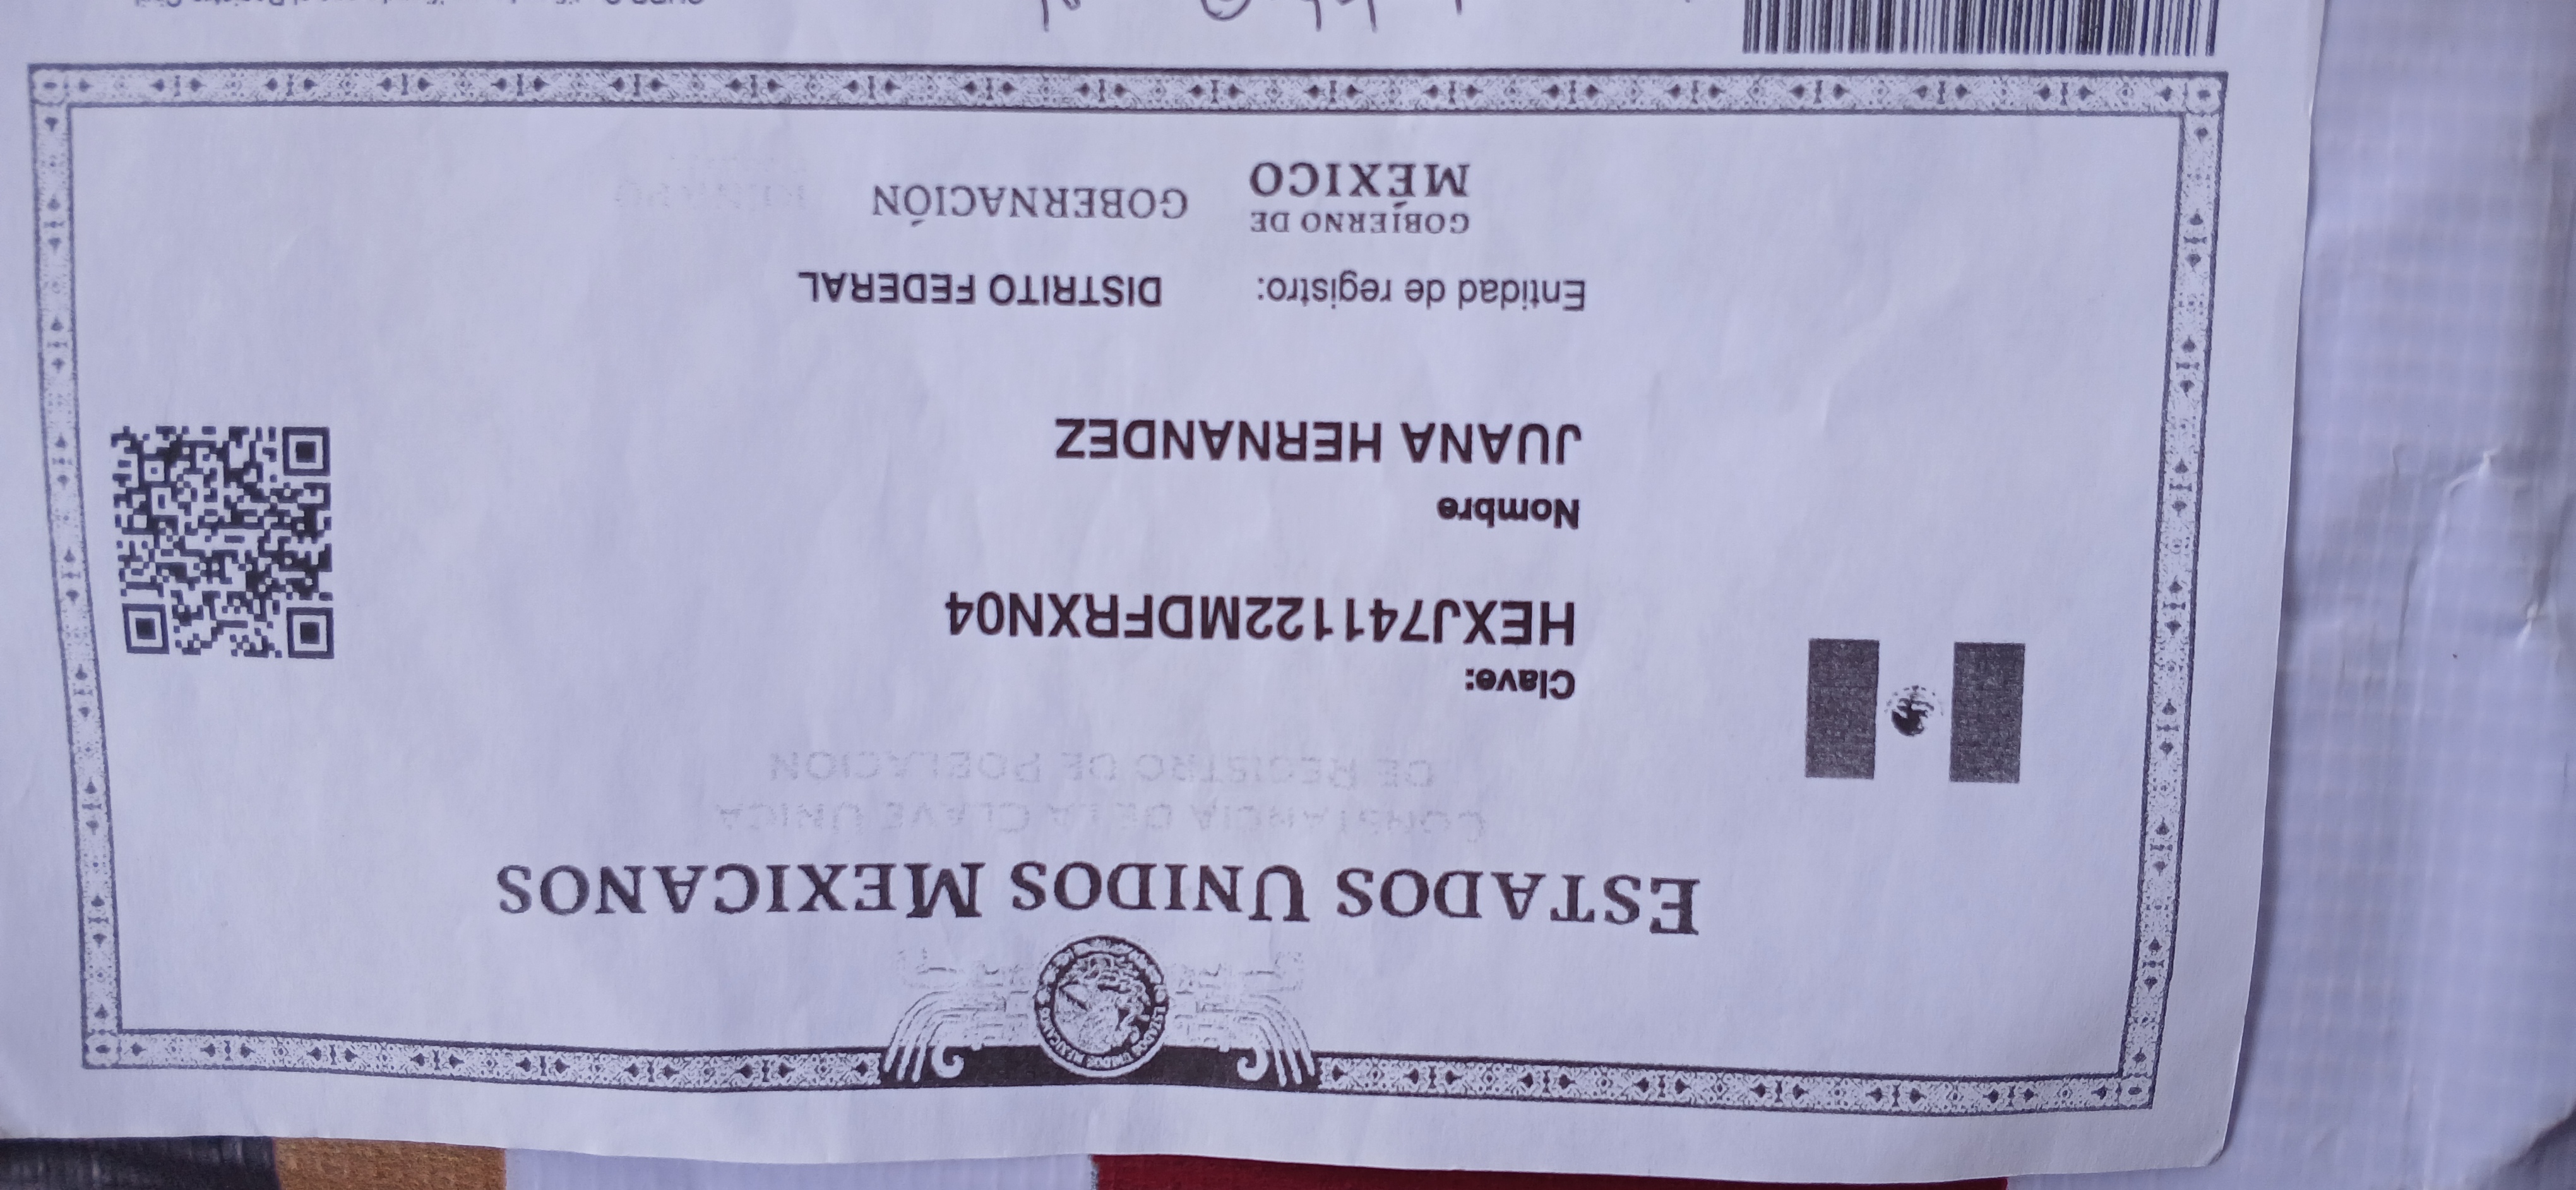 ESTADOS UNIDOS MEXICANOS
CONSTANCIA DE LA CLAVE ÚNICA
DE REGISTRO DE POBLACIÓN
Clave:
HEXJ741122MDFRXN04
Nombre
JUANA HERNANDEZ
Entidad de registro: DISTRITO FEDERAL
GOBIERNO DE
MÉXICO
GOBERNACIÓN